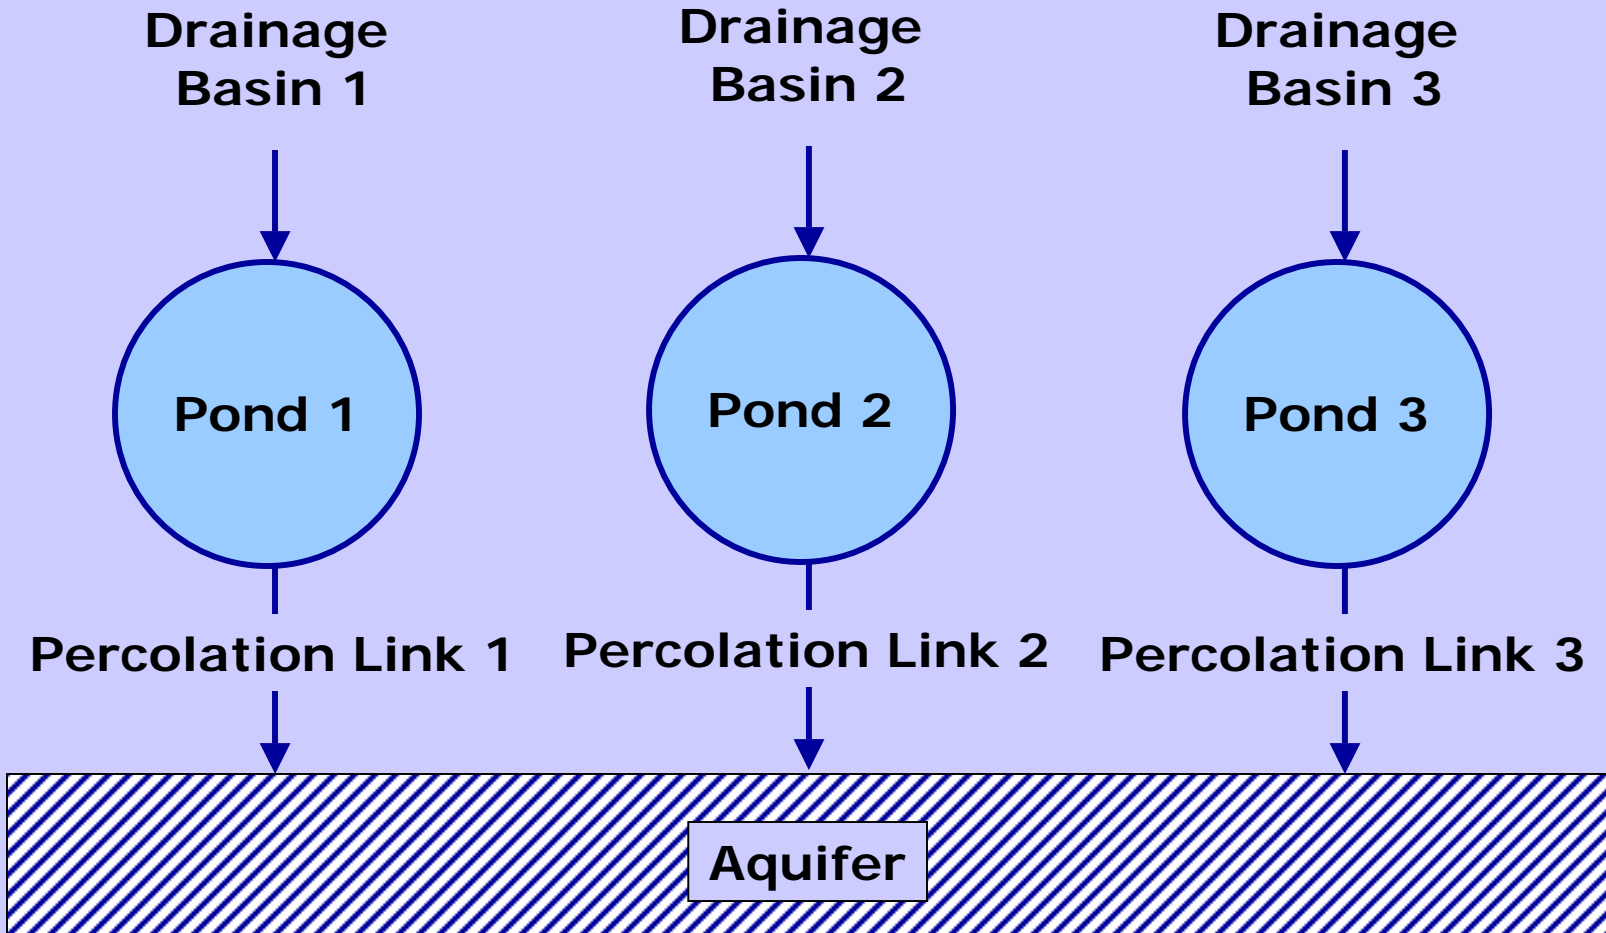 Drainage
Basin 1
Drainage
Basin 2
Drainage
Basin 3
Pond 1
Pond 2
Pond 3
Percolation Link 1
Percolation Link 2
Percolation Link 3
Aquifer